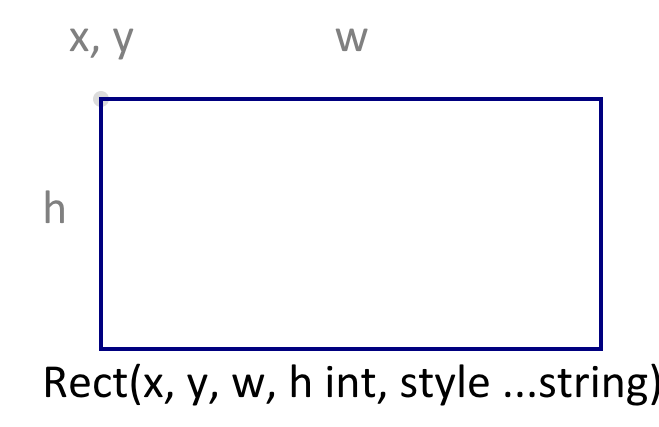 x, y w
h
Rect(x, y, w, h int, style ...string)